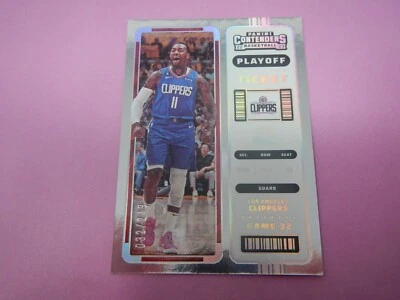 PANINI
CONTENDERS
BASKETBALL
PLAYOFF
TICKET
CLIPPERS
11
CLIPPERS
SEC. ROW SEAT
GUARD
LOS ANGELES
CLIPPERS
GAME 32